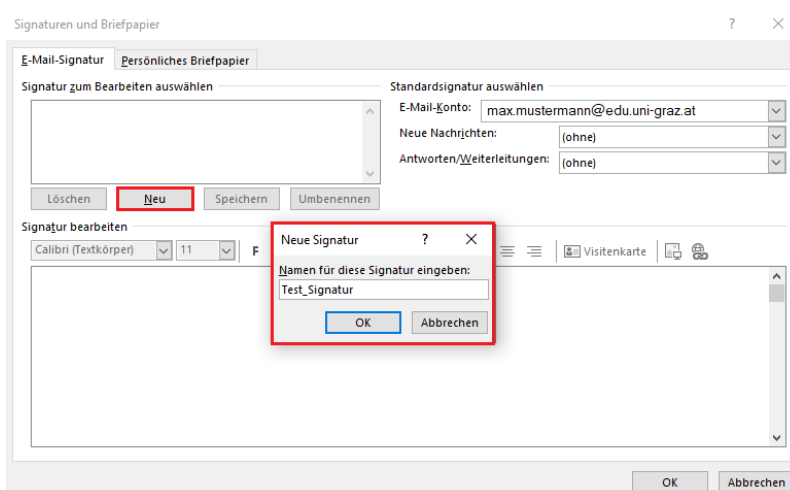 Signaturen und Briefpapier ?
E-Mail-Signatur Persönliches Briefpapier
Signatur zum Bearbeiten auswählen
Standardsignatur auswählen
E-Mail-Konto: max.mustermann@edu.uni-graz.at
Neue Nachrichten: (ohne)
Antworten/Weiterleitungen: (ohne)
Löschen Neu Speichern Umbenennen
Signatur bearbeiten
Calibri (Textkörper) 11 F Visitenkarte
Neue Signatur ?
Namen für diese Signatur eingeben:
Test_Signatur
OK Abbrechen
OK Abbrechen